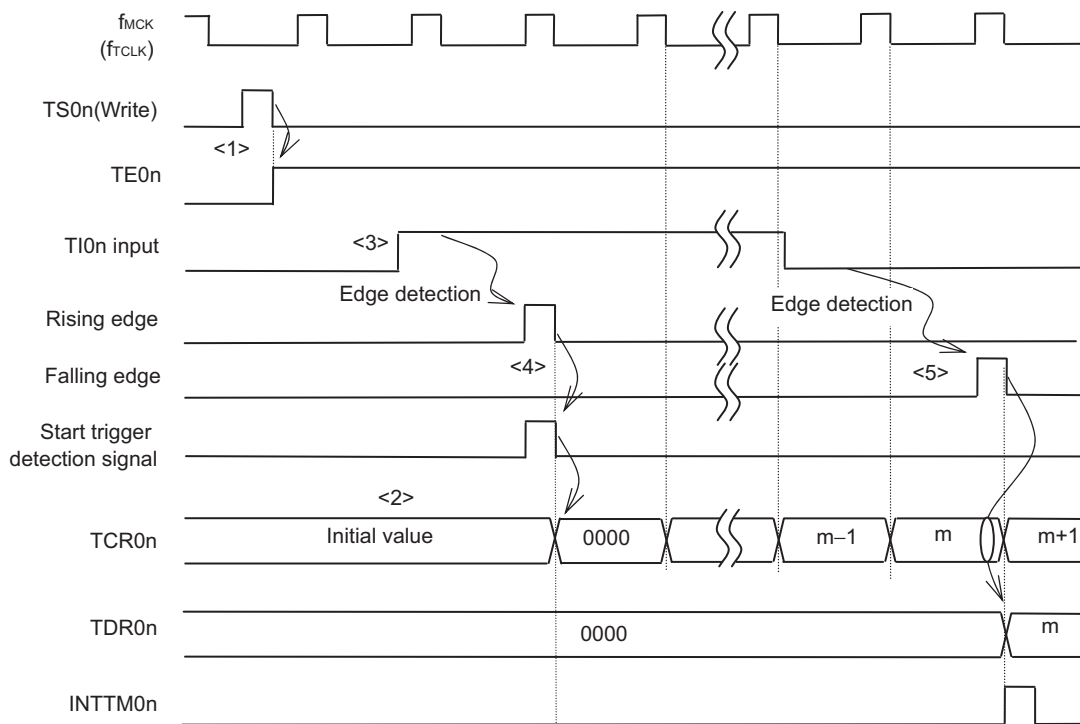 fMCK
(fTCLK)
TS0n(Write)
<1>
TE0n
TI0n input
<3>
Edge detection
Edge detection
Rising edge
<4>
<5>
Falling edge
Start trigger
detection signal
<2>
TCR0n
Initial value
0000
m–1
m
m+1
TDR0n
0000
m
INTTM0n